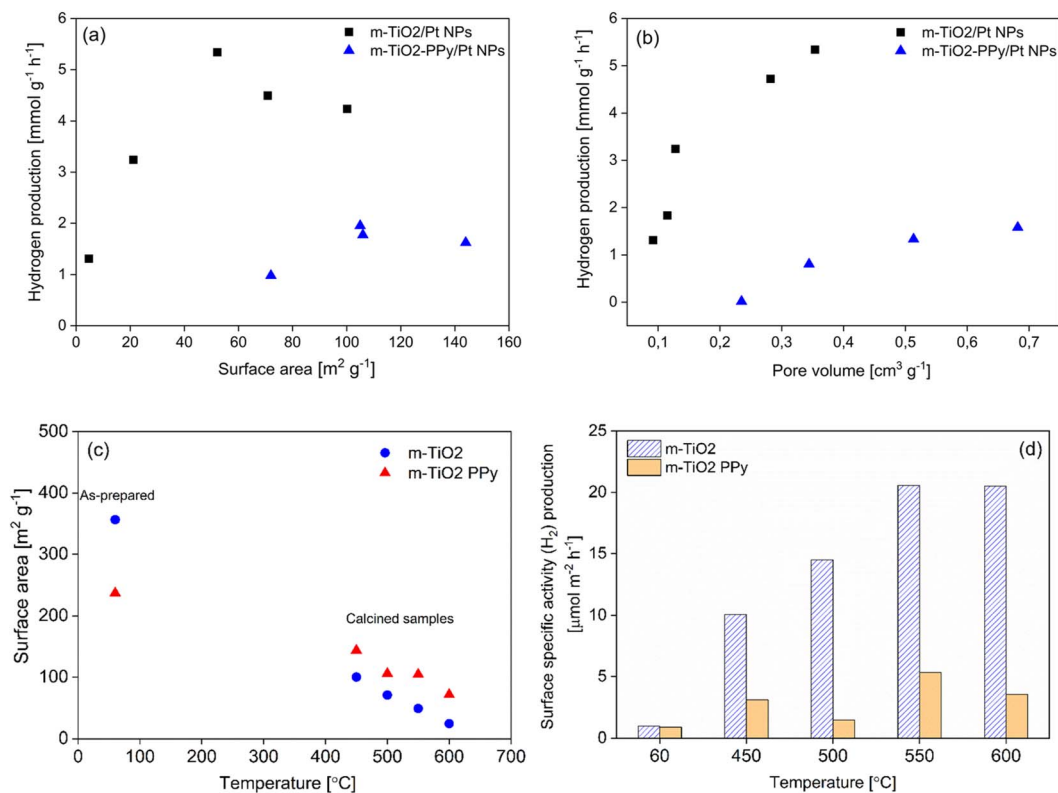 (a)
m-TiO2/Pt NPs
m-TiO2-PPy/Pt NPs
Hydrogen production [mmol g⁻¹ h⁻¹]
6
5
4
3
2
1
0
0 20 40 60 80 100 120 140 160
Surface area [m² g⁻¹]
(b)
m-TiO2/Pt NPs
m-TiO2-PPy/Pt NPs
Hydrogen production [mmol g⁻¹ h⁻¹]
6
5
4
3
2
1
0
0,1 0,2 0,3 0,4 0,5 0,6 0,7
Pore volume [cm³ g⁻¹]
(c)
m-TiO2
m-TiO2 PPy
As-prepared
Calcined samples
Surface area [m² g⁻¹]
500
400
300
200
100
0
0 100 200 300 400 500 600 700
Temperature [°C]
m-TiO2
m-TiO2 PPy
(d)
Surface specific activity (H₂) production
[μmol m⁻² h⁻¹]
25
20
15
10
5
0
60 450 500 550 600
Temperature [°C]